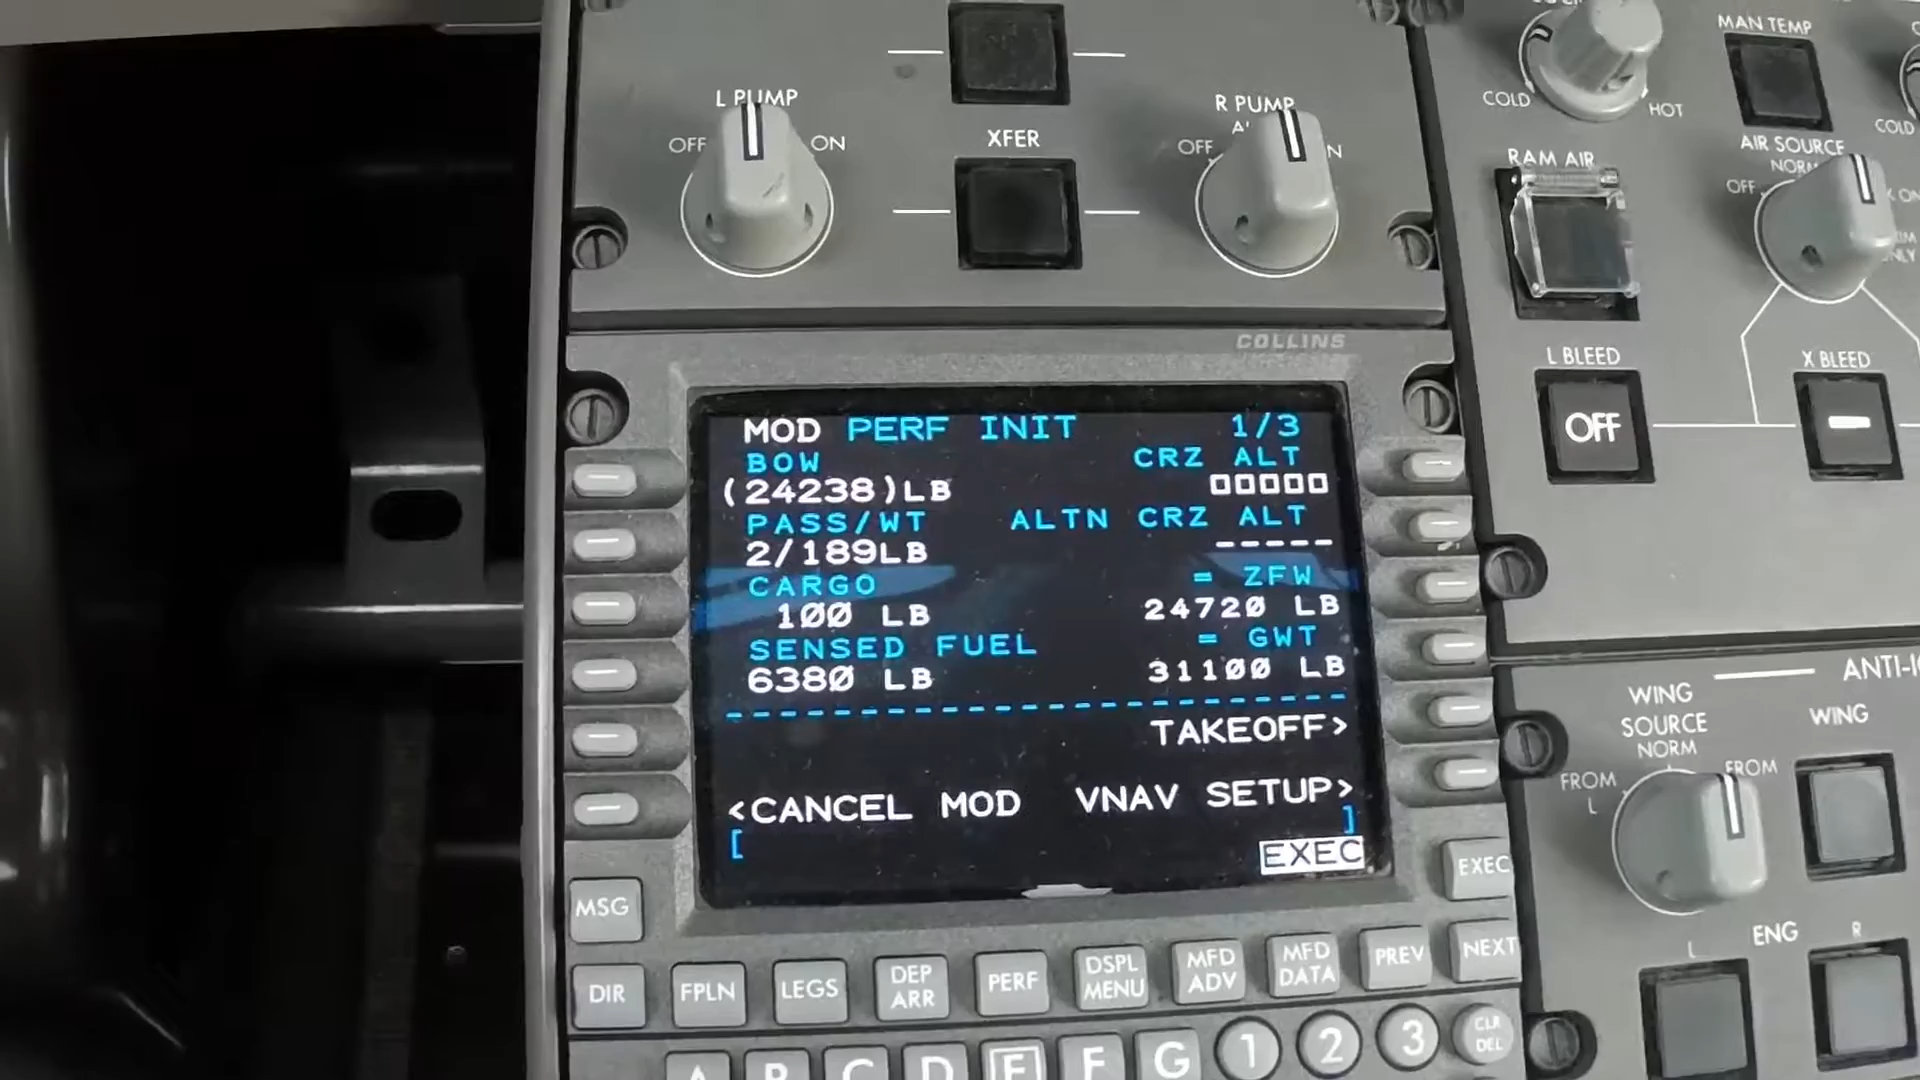 L PUMP
OFF
ON
XFER
R PUMP
OFF
COLD
HOT
MAN TEMP
COLD
RAM AIR
AIR SOURCE
NORM
OFF
L BLEED
OFF
X BLEED
COLLINS
MOD PERF INIT 1/3
BOW CRZ ALT
(24238)LB □□□□□
PASS/WT ALTN CRZ ALT
2/189LB -----
CARGO = ZFW
100 LB 24720 LB
SENSED FUEL = GWT
6380 LB 31100 LB
TAKEOFF>
<CANCEL MOD VNAV SETUP>
[ ]
EXEC
WING
SOURCE
NORM
FROM
L
FROM
WING
L
ENG
R
MSG
EXEC
DIR
FPLN
LEGS
DEP
ARR
PERF
DSPL
MENU
MFD
ADV
MFD
DATA
PREV
NEXT
A B C D E F G 1 2 3
CLR
DEL